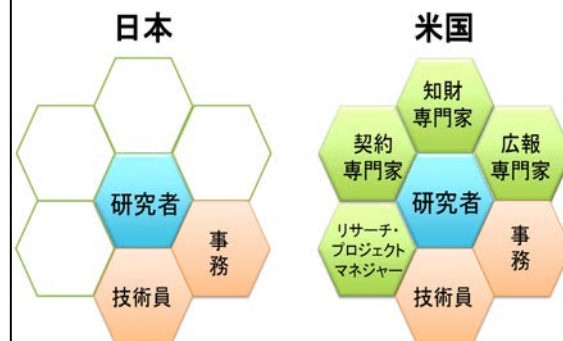 日本
研究者
事
務
技術員
米国
知財
専門家
契約
専門家
広報
専門家
研究者
リサーチ・
プロジェクト
マネジャー
事
務
技術員